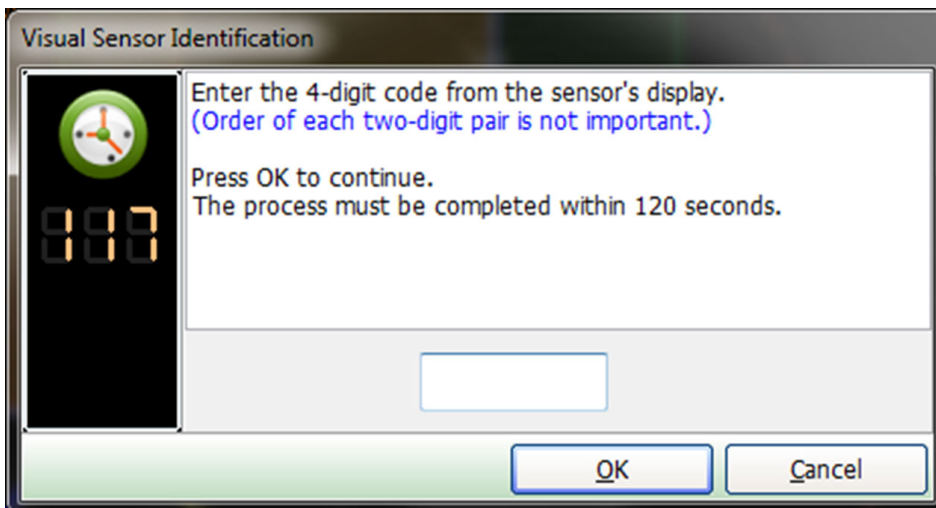 Visual Sensor Identification
Enter the 4-digit code from the sensor's display.
(Order of each two-digit pair is not important.)
Press OK to continue.
The process must be completed within 120 seconds.
117
OK
Cancel